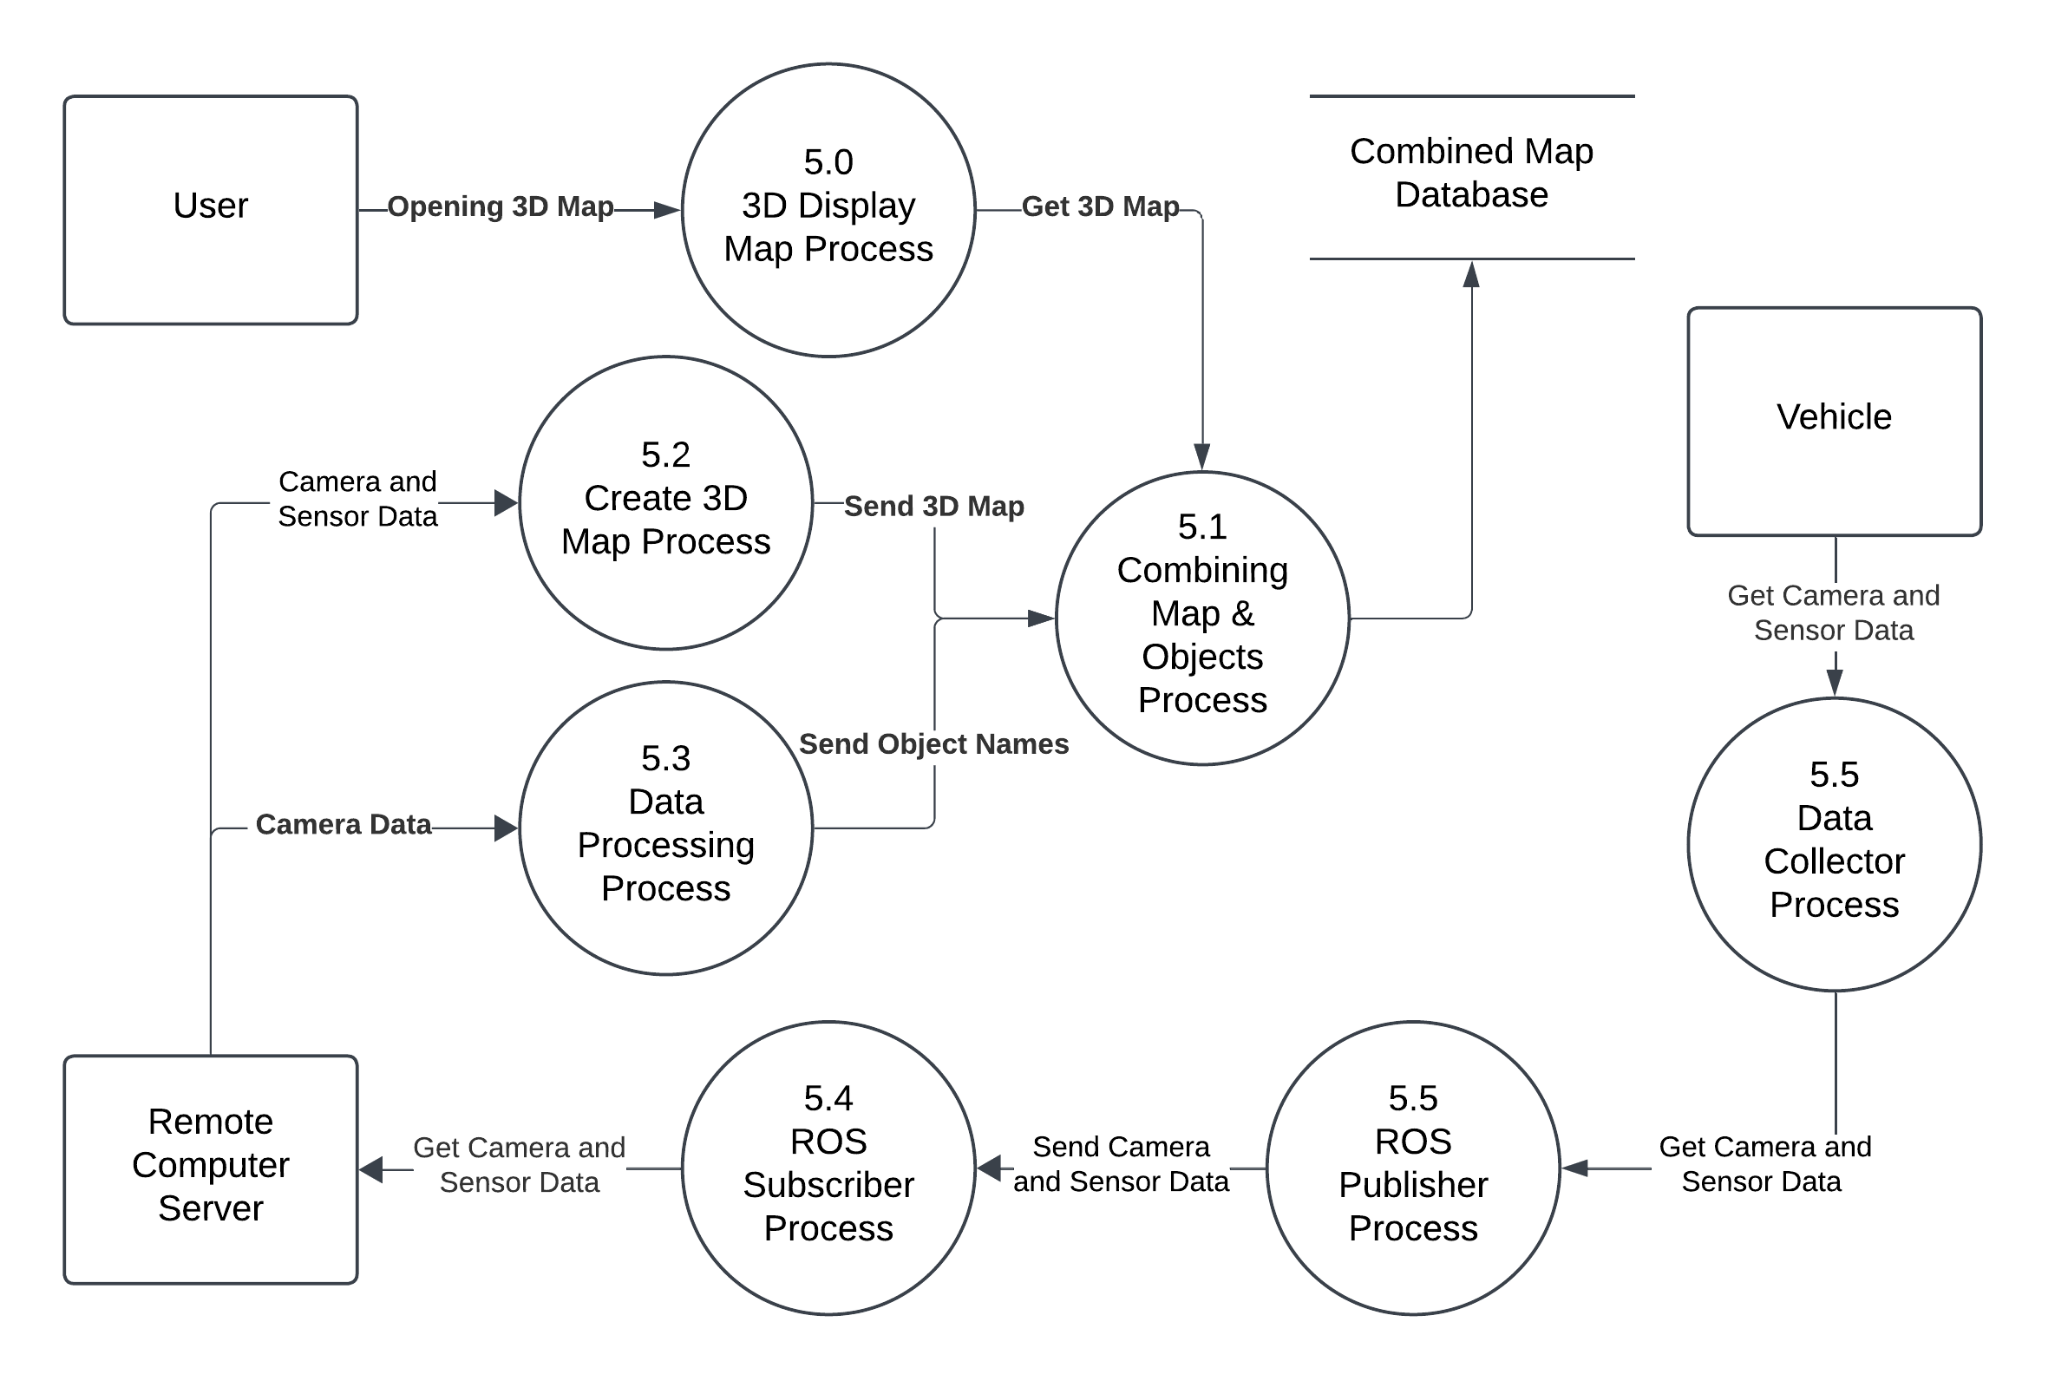 User
Opening 3D Map
5.0
3D Display
Map Process
Get 3D Map
Combined Map
Database
Vehicle
Camera and
Sensor Data
5.2
Create 3D
Map Process
Send 3D Map
5.1
Combining
Map &
Objects
Process
Get Camera and
Sensor Data
Camera Data
5.3
Data
Processing
Process
Send Object Names
5.5
Data
Collector
Process
Remote
Computer
Server
Get Camera and
Sensor Data
5.4
ROS
Subscriber
Process
Send Camera
and Sensor Data
5.5
ROS
Publisher
Process
Get Camera and
Sensor Data